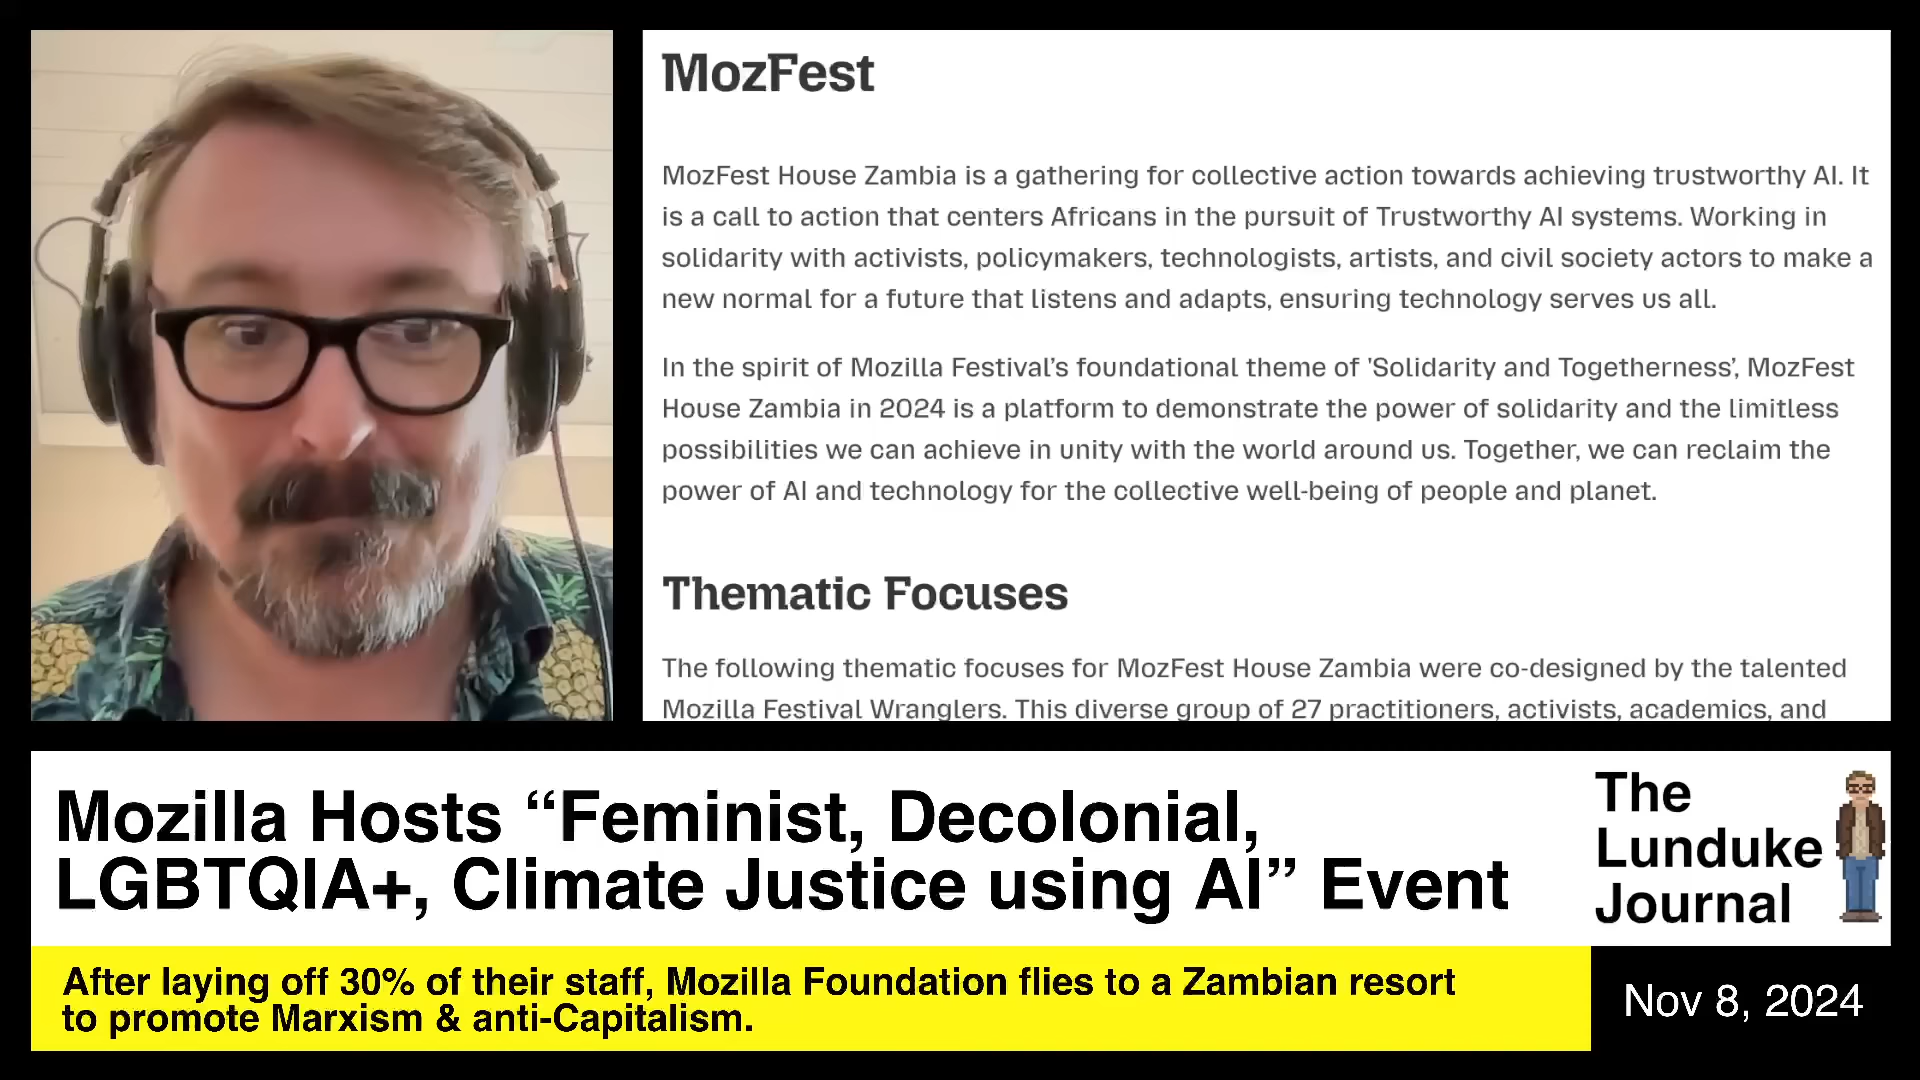 MozFest
MozFest House Zambia is a gathering for collective action towards achieving trustworthy AI. It
is a call to action that centers Africans in the pursuit of Trustworthy AI systems. Working in
solidarity with activists, policymakers, technologists, artists, and civil society actors to make a
new normal for a future that listens and adapts, ensuring technology serves us all.
In the spirit of Mozilla Festival’s foundational theme of 'Solidarity and Togetherness’, MozFest
House Zambia in 2024 is a platform to demonstrate the power of solidarity and the limitless
possibilities we can achieve in unity with the world around us. Together, we can reclaim the
power of AI and technology for the collective well-being of people and planet.
Thematic Focuses
The following thematic focuses for MozFest House Zambia were co-designed by the talented
Mozilla Festival Wranglers. This diverse group of 27 practitioners, activists, academics, and
Mozilla Hosts “Feminist, Decolonial,
LGBTQIA+, Climate Justice using AI” Event
The
Lunduke
Journal
After laying off 30% of their staff, Mozilla Foundation flies to a Zambian resort
to promote Marxism & anti-Capitalism.
Nov 8, 2024